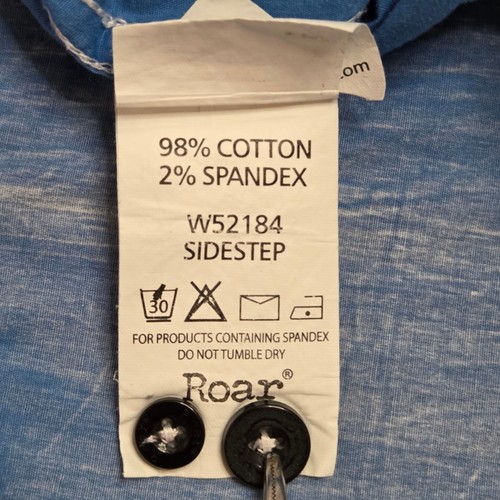 .com
98% COTTON
2% SPANDEX
W52184
SIDESTEP
30
FOR PRODUCTS CONTAINING SPANDEX
DO NOT TUMBLE DRY
Roar®